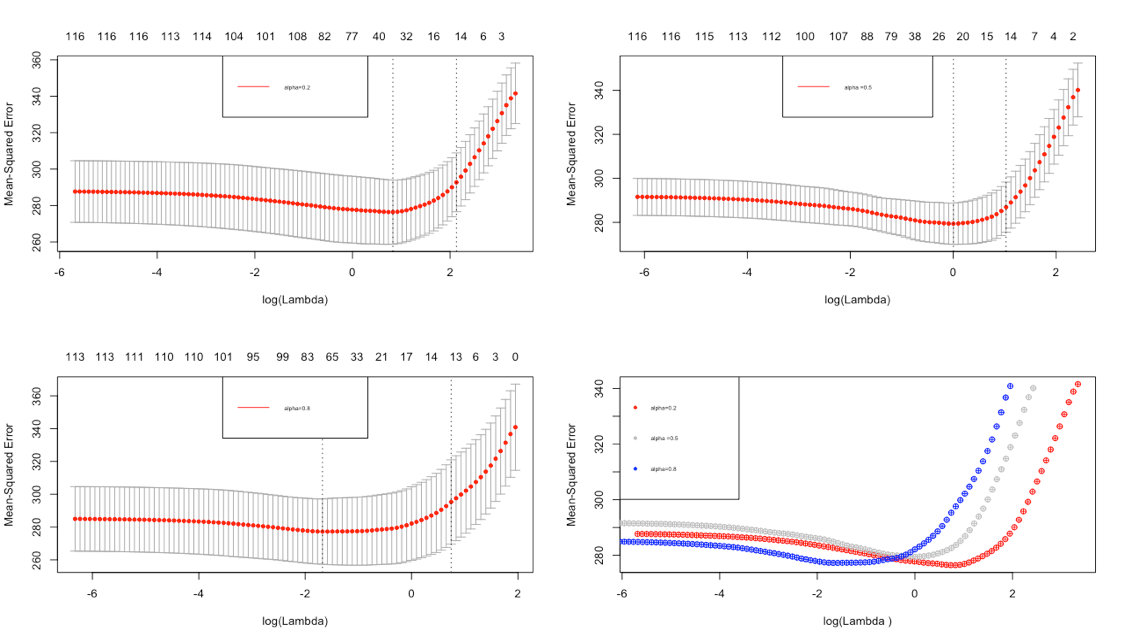 116 116 116 113 114 104 101 108 82 77 40 32 16 14 6 3
Mean-Squared Error
360
340
320
300
280
260
alpha=0.2
-6 -4 -2 0 2
log(Lambda)
116 116 115 113 112 100 107 88 79 38 26 20 15 14 7 4 2
Mean-Squared Error
340
320
300
280
alpha =0.5
-6 -4 -2 0 2
log(Lambda)
113 113 111 110 110 101 95 99 83 65 33 21 17 14 13 6 3 0
Mean-Squared Error
360
340
320
300
280
260
alpha=0.8
-6 -4 -2 0 2
log(Lambda)
Mean-Squared Error
340
320
300
280
alpha=0.2
alpha =0.5
alpha=0.8
-6 -4 -2 0 2
log(Lambda )